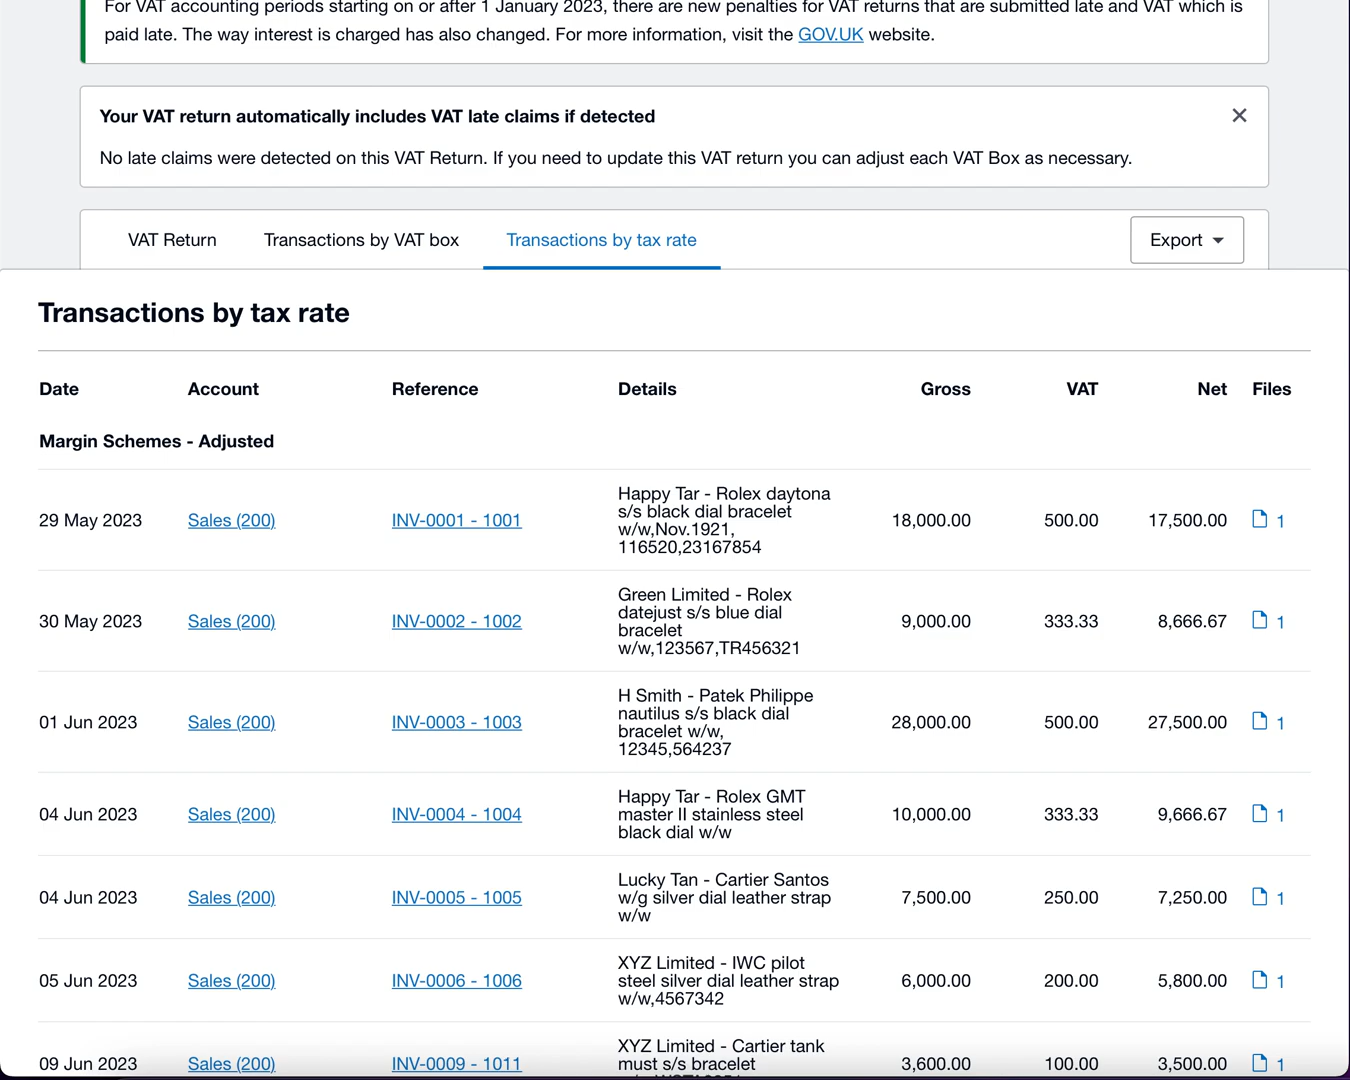 For VAT accounting periods starting on or after 1 January 2023, there are new penalties for VAT returns that are submitted late and VAT which is
paid late. The way interest is charged has also changed. For more information, visit the GOV.UK website.
Your VAT return automatically includes VAT late claims if detected
No late claims were detected on this VAT Return. If you need to update this VAT return you can adjust each VAT Box as necessary.
VAT Return Transactions by VAT box Transactions by tax rate Export
Transactions by tax rate
Date Account Reference Details Gross VAT Net Files
Margin Schemes - Adjusted
Happy Tar - Rolex daytona
s/s black dial bracelet
29 May 2023 Sales (200) INV-0001 - 1001 18,000.00 500.00 17,500.00 1
w/w,Nov.1921,
116520,23167854
Green Limited - Rolex
datejust s/s blue dial
30 May 2023 Sales (200) INV-0002 - 1002 9,000.00 333.33 8,666.67 1
bracelet
w/w,123567,TR456321
H Smith - Patek Philippe
nautilus s/s black dial
01 Jun 2023 Sales (200) INV-0003 - 1003 28,000.00 500.00 27,500.00 1
bracelet w/w,
12345,564237
Happy Tar - Rolex GMT
04 Jun 2023 Sales (200) INV-0004 - 1004 master II stainless steel 10,000.00 333.33 9,666.67 1
black dial w/w
Lucky Tan - Cartier Santos
04 Jun 2023 Sales (200) INV-0005 - 1005 w/g silver dial leather strap 7,500.00 250.00 7,250.00 1
w/w
XYZ Limited - IWC pilot
05 Jun 2023 Sales (200) INV-0006 - 1006 steel silver dial leather strap 6,000.00 200.00 5,800.00 1
w/w,4567342
XYZ Limited - Cartier tank
09 Jun 2023 Sales (200) INV-0009 - 1011 must s/s bracelet 3,600.00 100.00 3,500.00 1